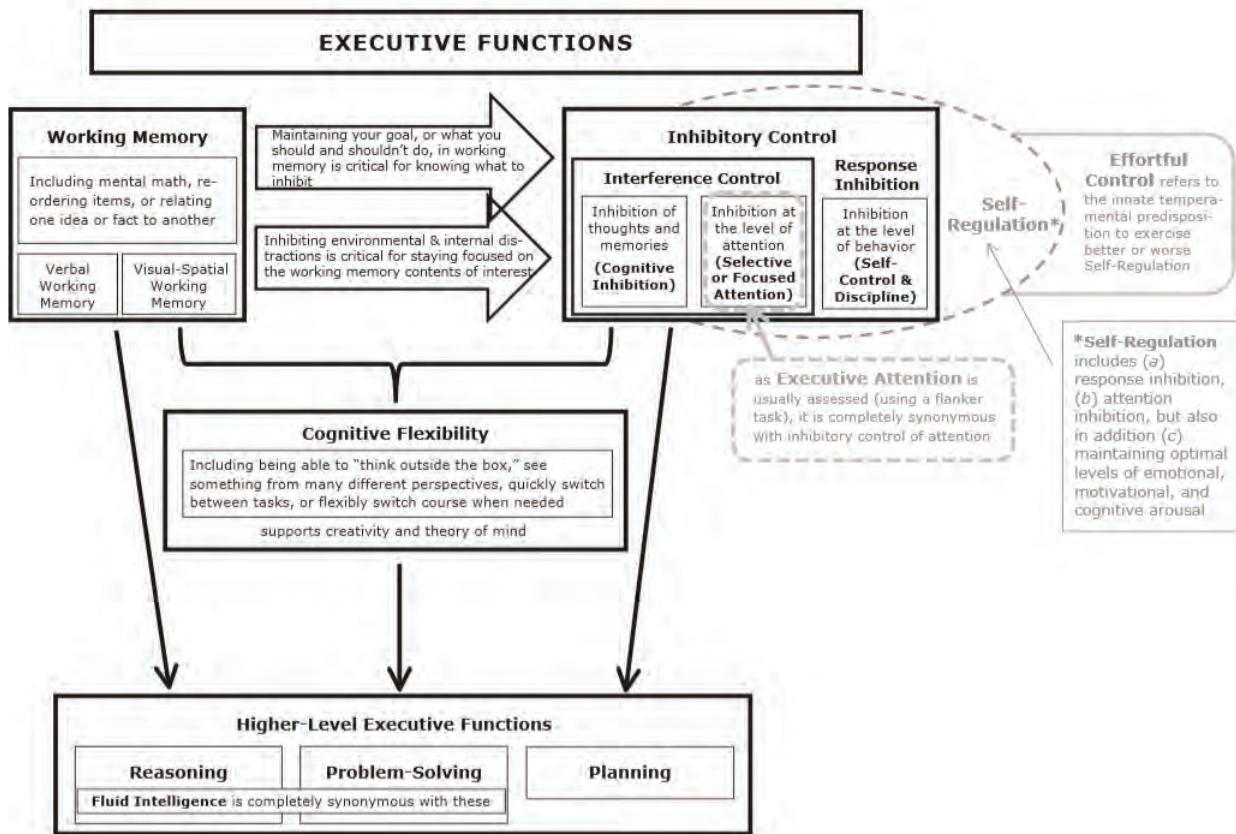 EXECUTIVE FUNCTIONS
Working Memory
Including mental math, re-
ordering items, or relating
one idea or fact to another
Verbal
Working
Memory
Visual-Spatial
Working
Memory
Maintaining your goal, or what you
should and shouldn't do, in working
memory is critical for knowing what to
inhibit
Inhibiting environmental & internal dis-
tractions is critical for staying focused
on the working memory contents of interest
Inhibitory Control
Interference Control
Inhibition of
thoughts and
memories
(Cognitive
Inhibition)
Inhibition at
the level of
attention
(Selective
or Focused
Attention)
Response
Inhibition
Inhibition
at the level
of behavior
(Self-
Control &
Discipline)
Self-
Regulation*
Effortful
Control refers to
the innate tempera-
mental predisposi-
tion to exercise
better or worse
Self-Regulation
as Executive Attention is
usually assessed (using a flanker
task), it is completely synonymous
with inhibitory control of attention
*Self-Regulation
includes (a)
response inhibition,
(b) attention
inhibition, but also
in addition (c)
maintaining optimal
levels of emotional,
motivational, and
cognitive arousal
Cognitive Flexibility
Including being able to "think outside the box," see
something from many different perspectives, quickly switch
between tasks, or flexibly switch course when needed
supports creativity and theory of mind
Higher-Level Executive Functions
Reasoning
Problem-Solving
Planning
Fluid Intelligence is completely synonymous with these